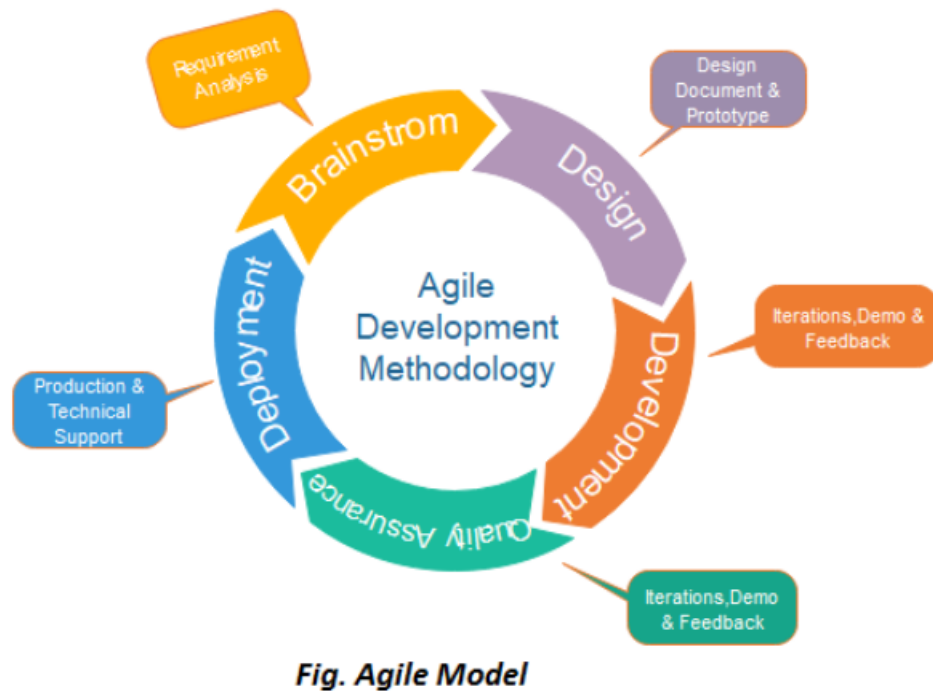 Requirement
Analysis
Brainstrom
Design
Document &
Prototype
Design
Iterations,Demo &
Feedback
Development
Iterations,Demo
& Feedback
Quality Assurance
Production &
Technical
Support
Deployment
Agile
Development
Methodology
Fig. Agile Model